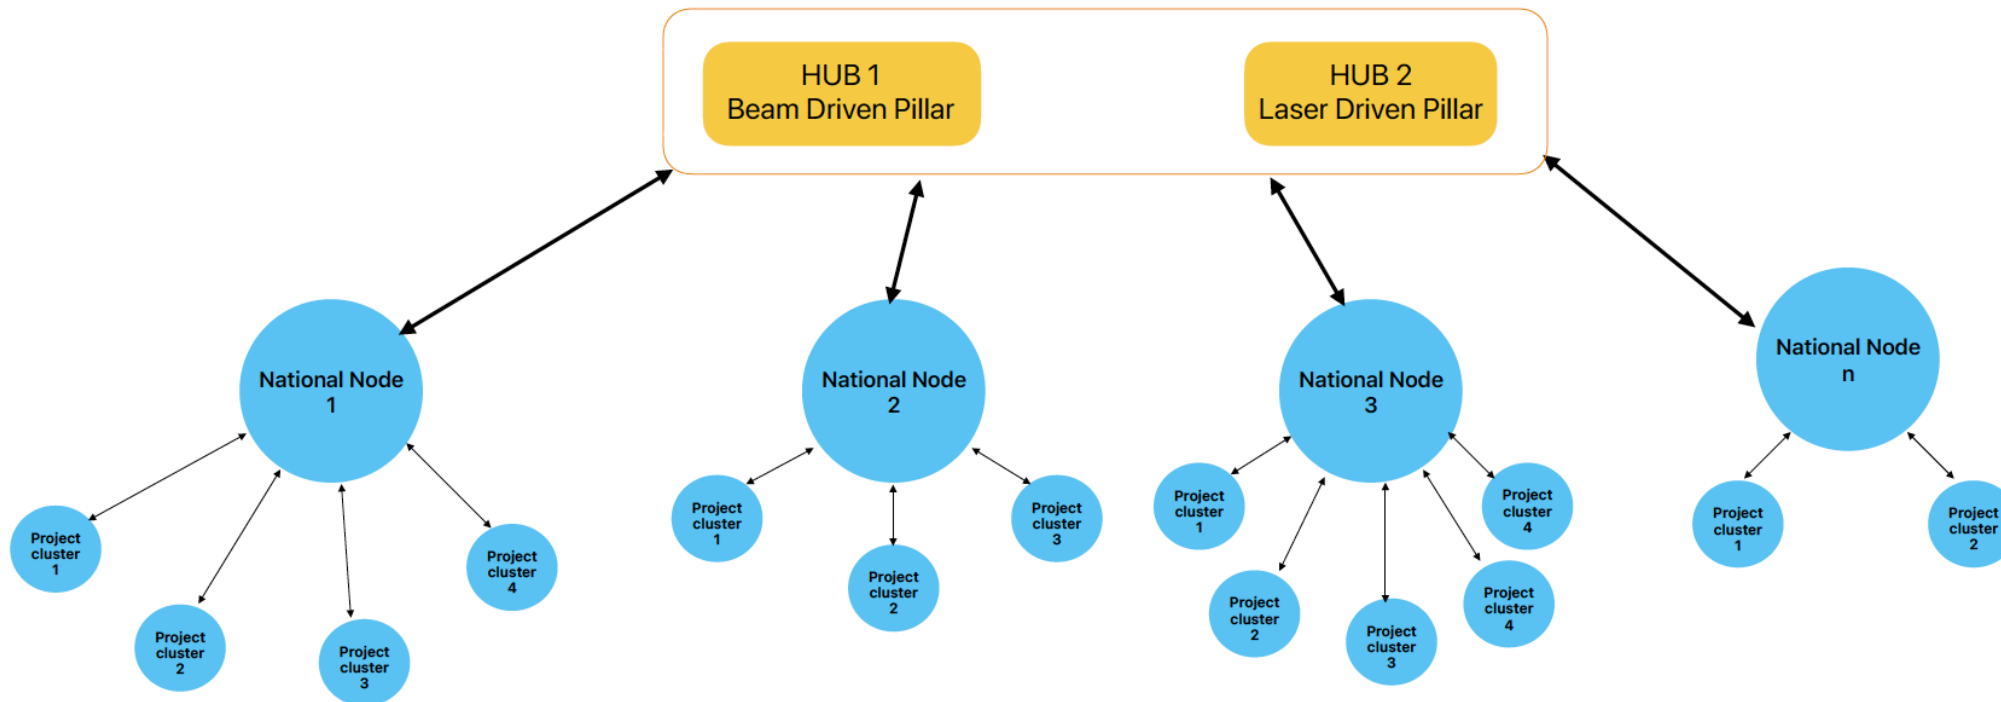 HUB 1
Beam Driven Pillar
HUB 2
Laser Driven Pillar
National Node
1
National Node
2
National Node
3
National Node
n
Project
cluster
1
Project
cluster
2
Project
cluster
3
Project
cluster
4
Project
cluster
1
Project
cluster
2
Project
cluster
3
Project
cluster
1
Project
cluster
2
Project
cluster
3
Project
cluster
4
Project
cluster
4
Project
cluster
1
Project
cluster
2